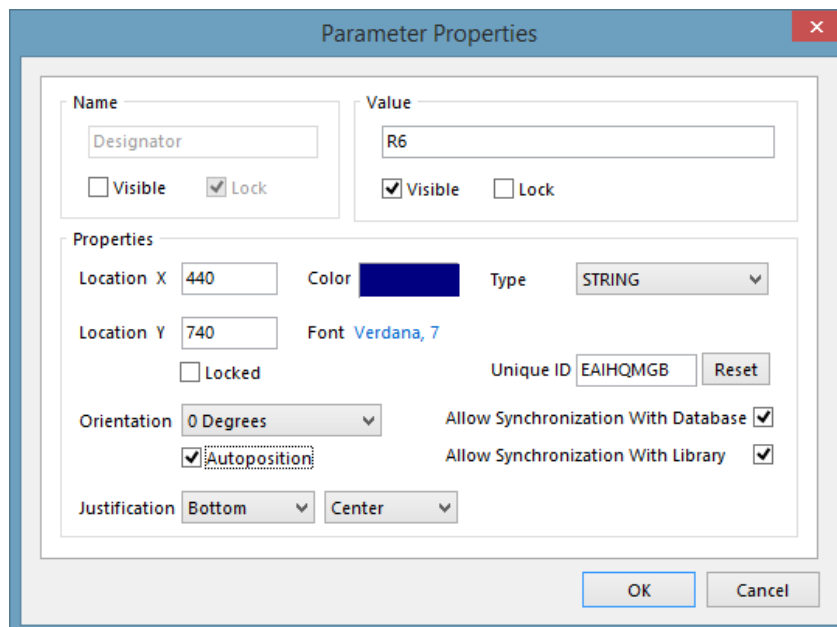 Parameter Properties
Name
Value
Designator
R6
Visible Lock
Visible Lock
Properties
Location X 440 Color Type STRING
Location Y 740 Font Verdana, 7
Locked Unique ID EAIHQMGB Reset
Orientation 0 Degrees Allow Synchronization With Database
Autoposition Allow Synchronization With Library
Justification Bottom Center
OK Cancel